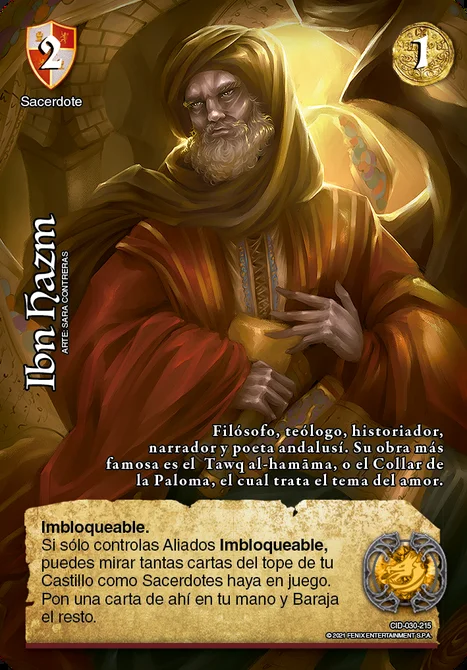 2
1
Sacerdote
Ibn Hazm
ARTE: SARA CONTRERAS
Filósofo, teólogo, historiador,
narrador y poeta andalusí. Su obra más
famosa es el Tawq al-hamāma, o el Collar de
la Paloma, el cual trata el tema del amor.
Imbloqueable.
Si sólo controlas Aliados Imbloqueable,
puedes mirar tantas cartas del tope de tu
Castillo como Sacerdotes haya en juego.
Pon una carta de ahí en tu mano y Baraja
el resto.
CID-030-215
© 2021 FENIX ENTERTAINMENT S.P.A.